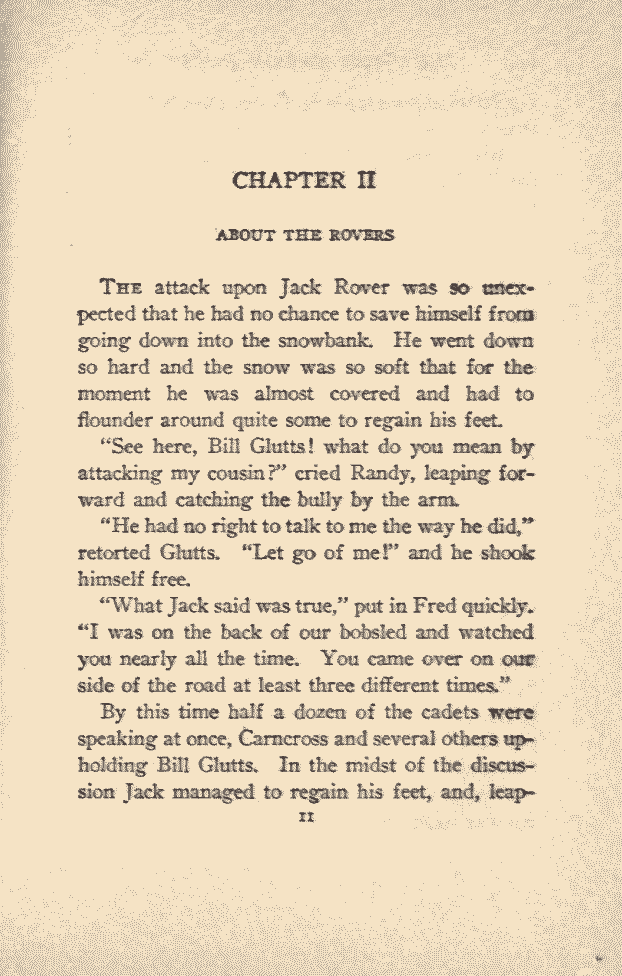 CHAPTER II
ABOUT THE ROVERS
THE attack upon Jack Rover was so unex-
pected that he had no chance to save himself from
going down into the snowbank. He went down
so hard and the snow was so soft that for the
moment he was almost covered and had to
flounder around quite some to regain his feet.
“See here, Bill Glutts! what do you mean by
attacking my cousin?” cried Randy, leaping for-
ward and catching the bully by the arm.
“He had no right to talk to me the way he did,”
retorted Glutts. “Let go of me!” and he shook
himself free.
“What Jack said was true,” put in Fred quickly.
“I was on the back of our bobsled and watched
you nearly all the time. You came over on our
side of the road at least three different times.”
By this time half a dozen of the cadets were
speaking at once, Carncross and several others up-
holding Bill Glutts. In the midst of the discus-
sion Jack managed to regain his feet, and, leap-
11